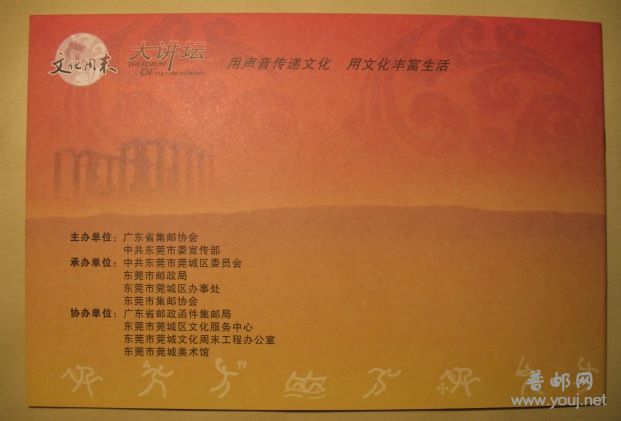 文化周末 大讲坛 用声音传递文化 用文化丰富生活
THE FORUM
OF CULTURE WEEKEND
主办单位：广东省集邮协会
中共东莞市委宣传部
承办单位：中共东莞市莞城区委员会
东莞市邮政局
东莞市莞城区办事处
东莞市集邮协会
协办单位：广东省邮政函件集邮局
东莞市莞城区文化服务中心
东莞市莞城文化周末工程办公室
东莞市莞城美术馆
普邮网
www.youj.net